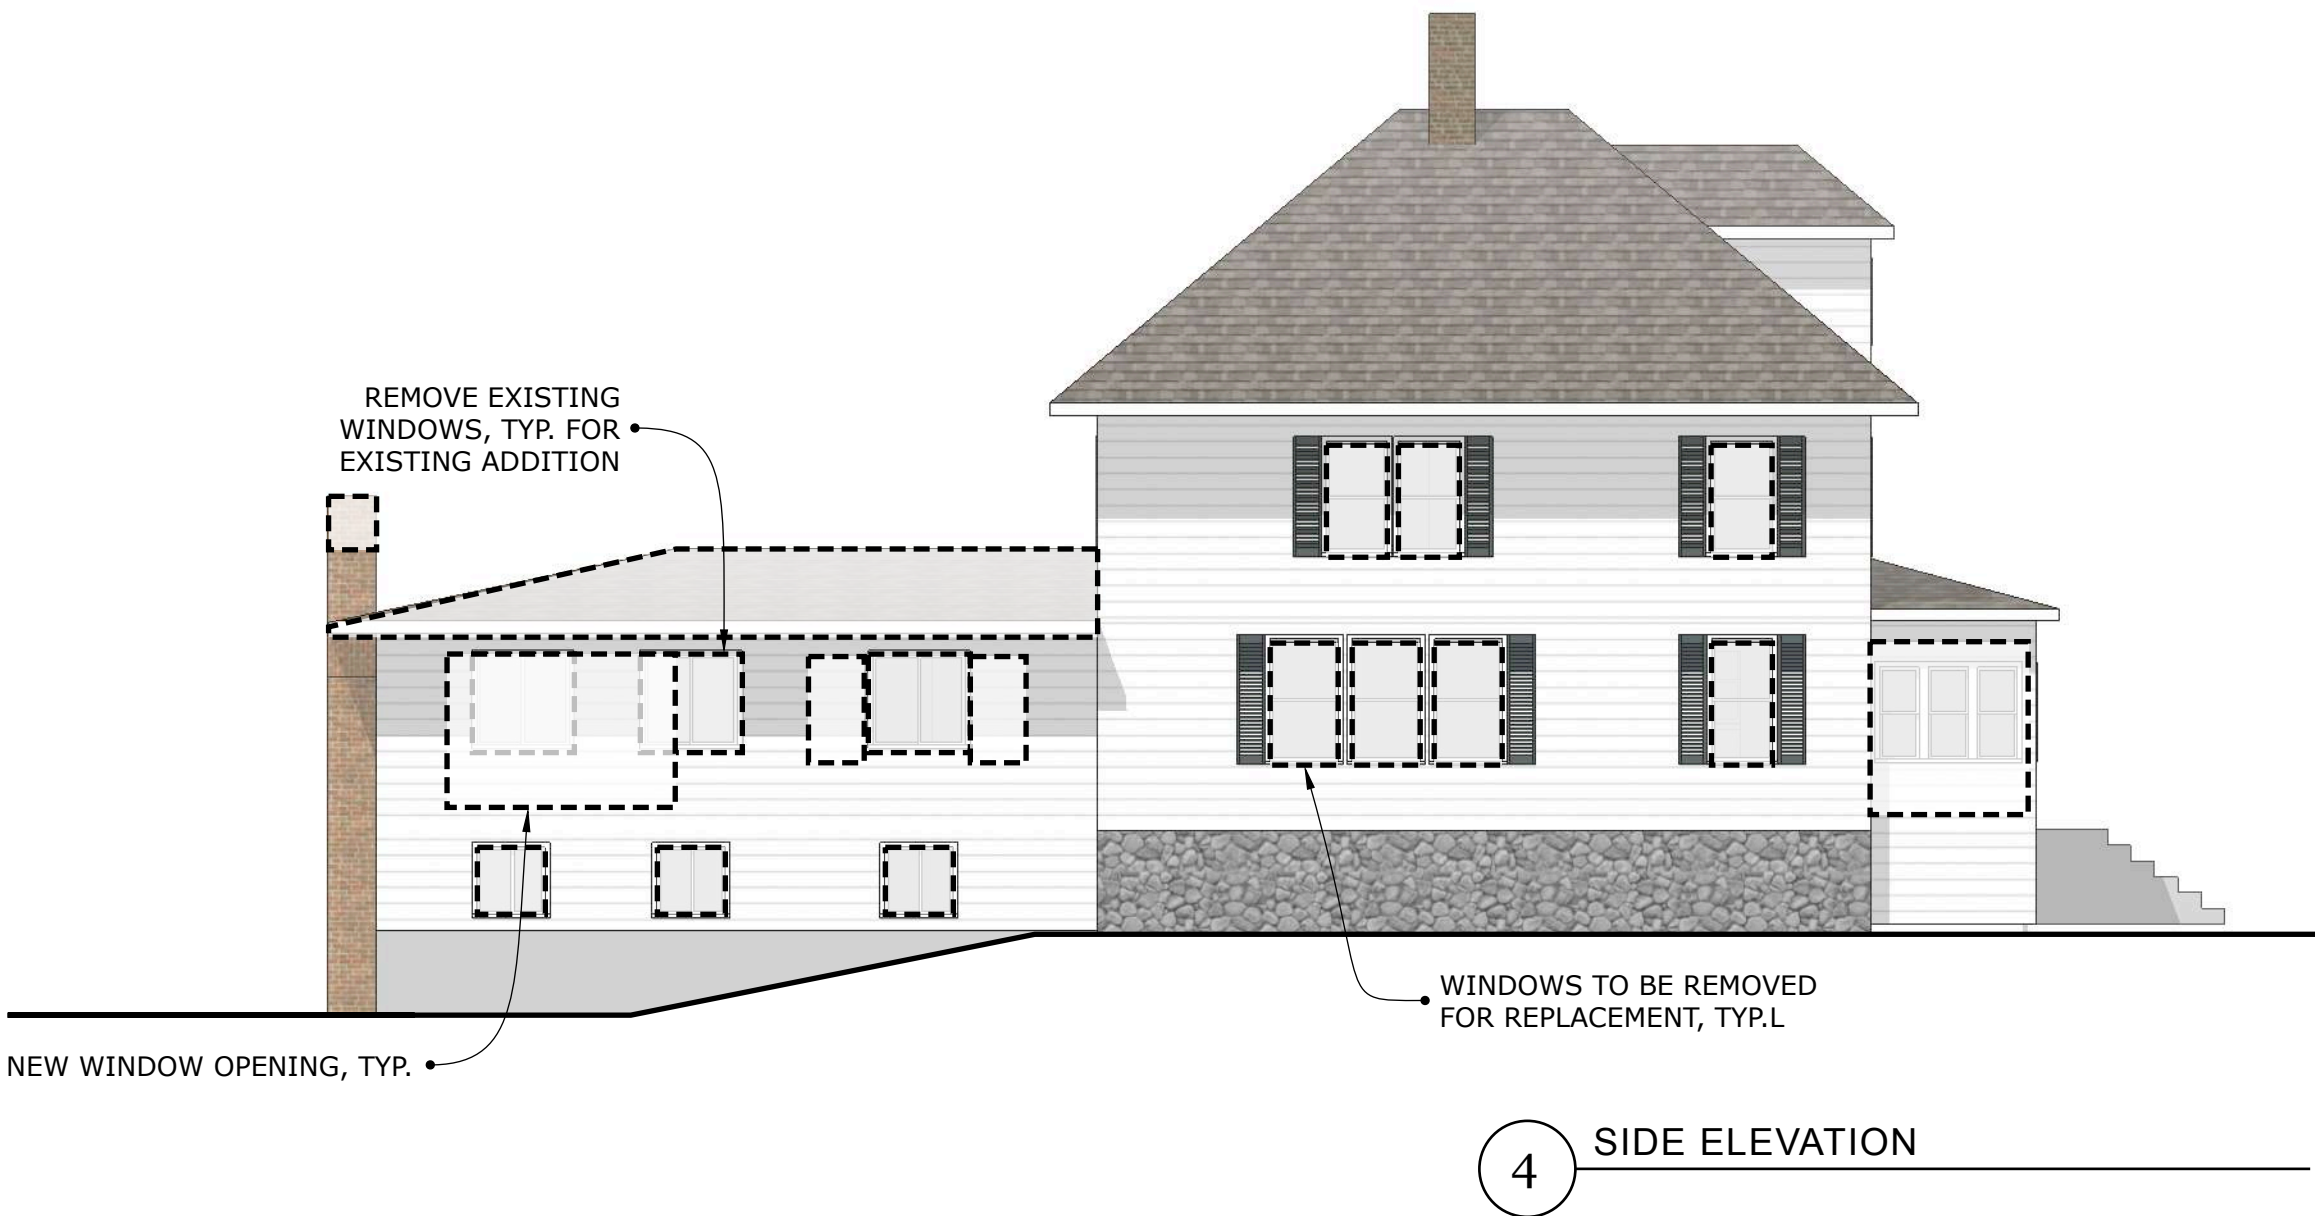 REMOVE EXISTING
WINDOWS, TYP. FOR
EXISTING ADDITION
WINDOWS TO BE REMOVED
FOR REPLACEMENT, TYP.L
NEW WINDOW OPENING, TYP.
4
SIDE ELEVATION